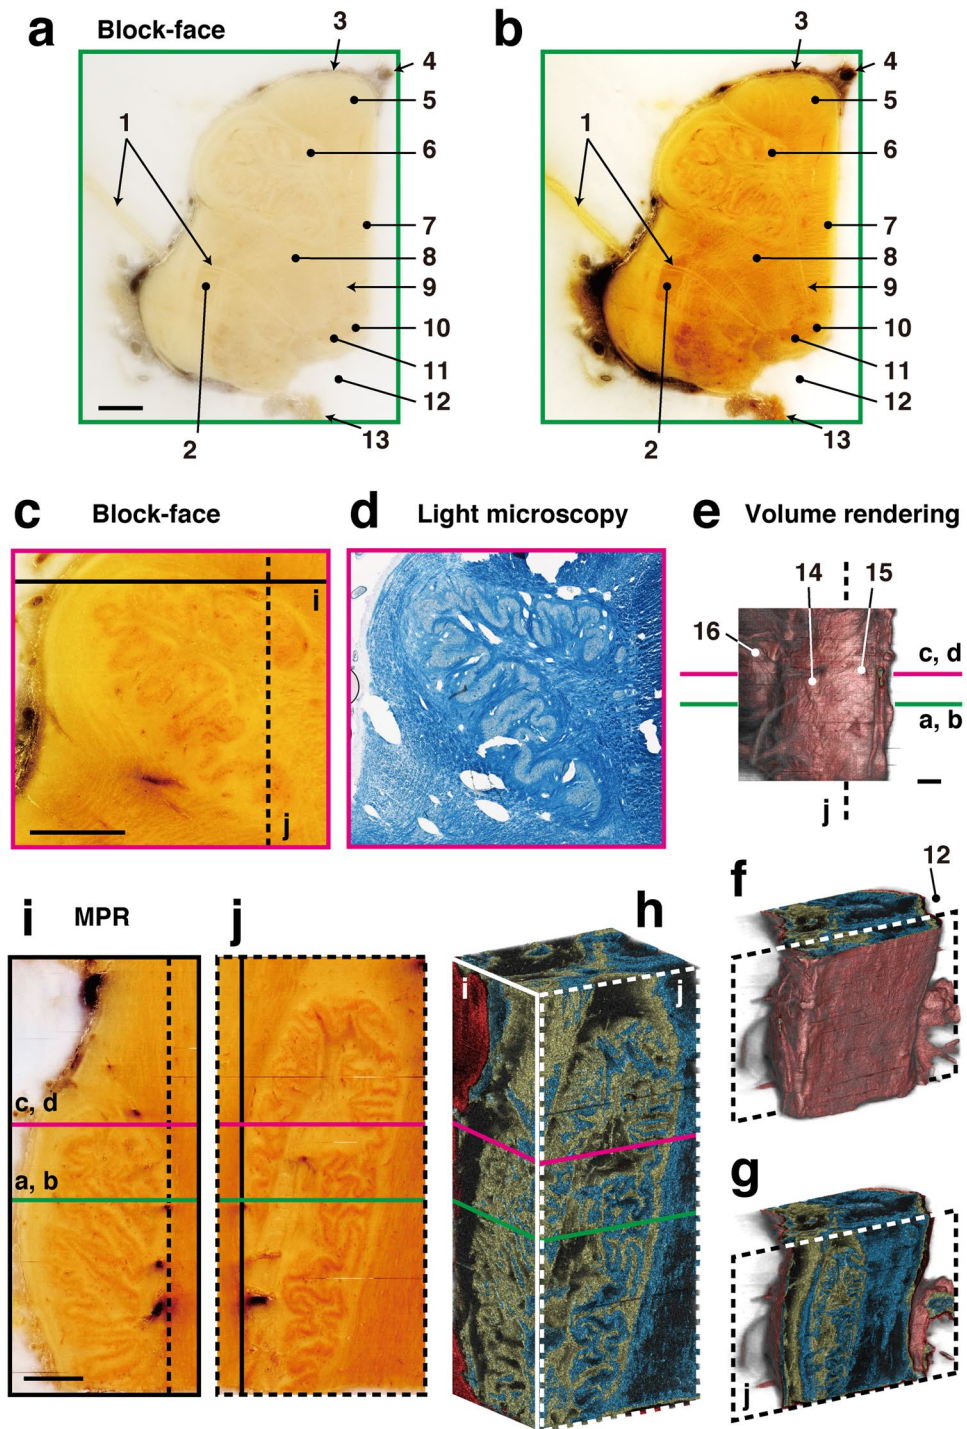 a Block-face
3
4
5
1
6
7
8
9
10
11
12
2
13
b
3
4
5
1
6
7
8
9
10
11
12
2
13
c Block-face
i
j
d Light microscopy
e Volume rendering
14
15
16
c, d
a, b
j
i MPR
c, d
a, b
j
h
i
j
f
12
g
j